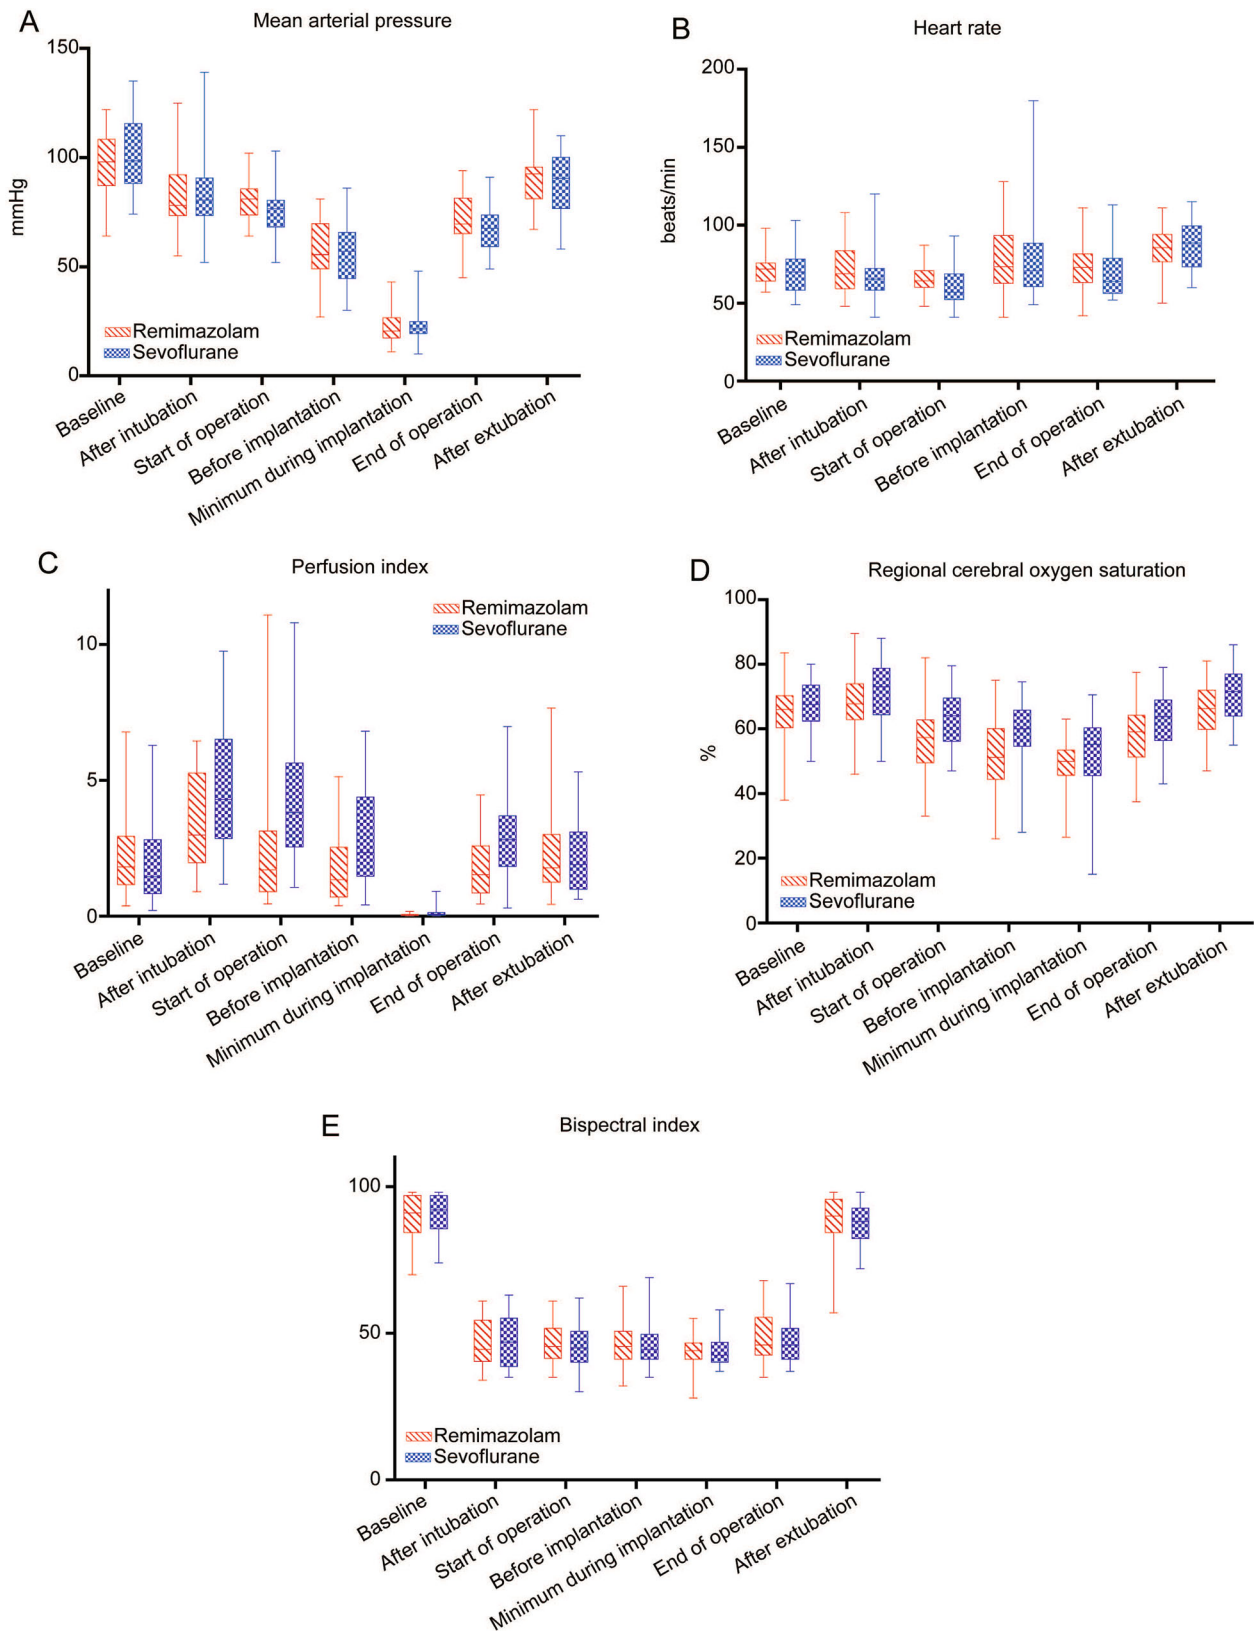 A
Mean arterial pressure
150
100
50
0
mmHg
Remimazolam
Sevoflurane
Baseline
After intubation
Start of operation
Before implantation
Minimum during implantation
End of operation
After extubation
B
Heart rate
200
150
100
50
0
beats/min
Remimazolam
Sevoflurane
Baseline
After intubation
Start of operation
Before implantation
End of operation
After extubation
C
Perfusion index
10
5
0
Remimazolam
Sevoflurane
Baseline
After intubation
Start of operation
Before implantation
Minimum during implantation
End of operation
After extubation
D
Regional cerebral oxygen saturation
100
80
60
40
20
0
%
Remimazolam
Sevoflurane
Baseline
After intubation
Start of operation
Before implantation
Minimum during implantation
End of operation
After extubation
E
Bispectral index
100
50
0
Remimazolam
Sevoflurane
Baseline
After intubation
Start of operation
Before implantation
Minimum during implantation
End of operation
After extubation